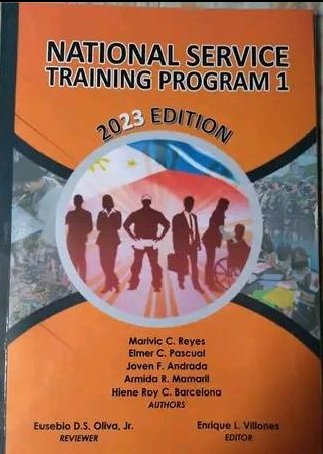 NATIONAL SERVICE
TRAINING PROGRAM 1
2023 EDITION
Marivic C. Reyes
Elmer C. Pascual
Joven F. Andrada
Armida R. Mamaril
Hiene Roy C. Barcelona
AUTHORS
Eusebio D.S. Oliva, Jr.
REVIEWER
Enrique L. Villones
EDITOR